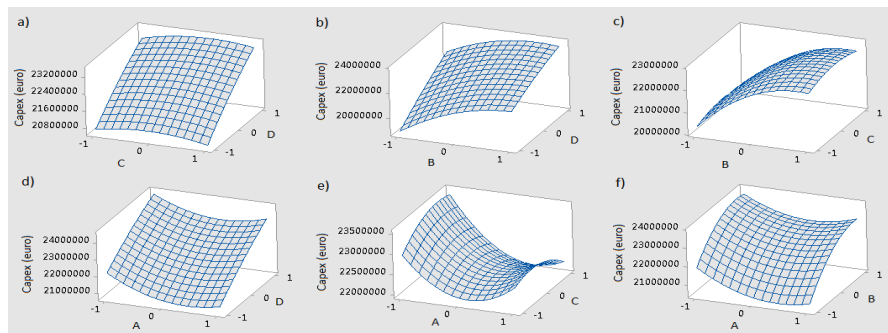 a)
Capex (euro)
23200000
22400000
21600000
20800000
-1
0
1
C
-1
0
1
D
b)
Capex (euro)
24000000
22000000
20000000
-1
0
1
B
-1
0
1
D
c)
Capex (euro)
23000000
22000000
21000000
20000000
-1
0
1
B
-1
0
1
C
d)
Capex (euro)
24000000
23000000
22000000
21000000
-1
0
1
A
-1
0
1
D
e)
Capex (euro)
23500000
23000000
22500000
22000000
-1
0
1
A
-1
0
1
C
f)
Capex (euro)
24000000
23000000
22000000
21000000
-1
0
1
A
-1
0
1
B